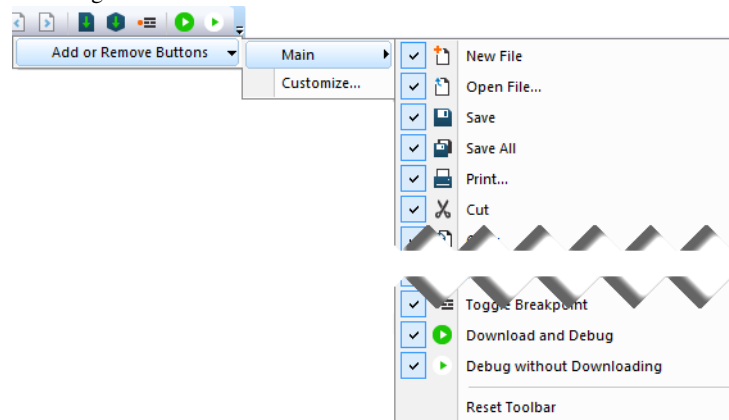 Add or Remove Buttons
Main
Customize...
New File
Open File...
Save
Save All
Print...
Cut
Toggle Breakpoint
Download and Debug
Debug without Downloading
Reset Toolbar